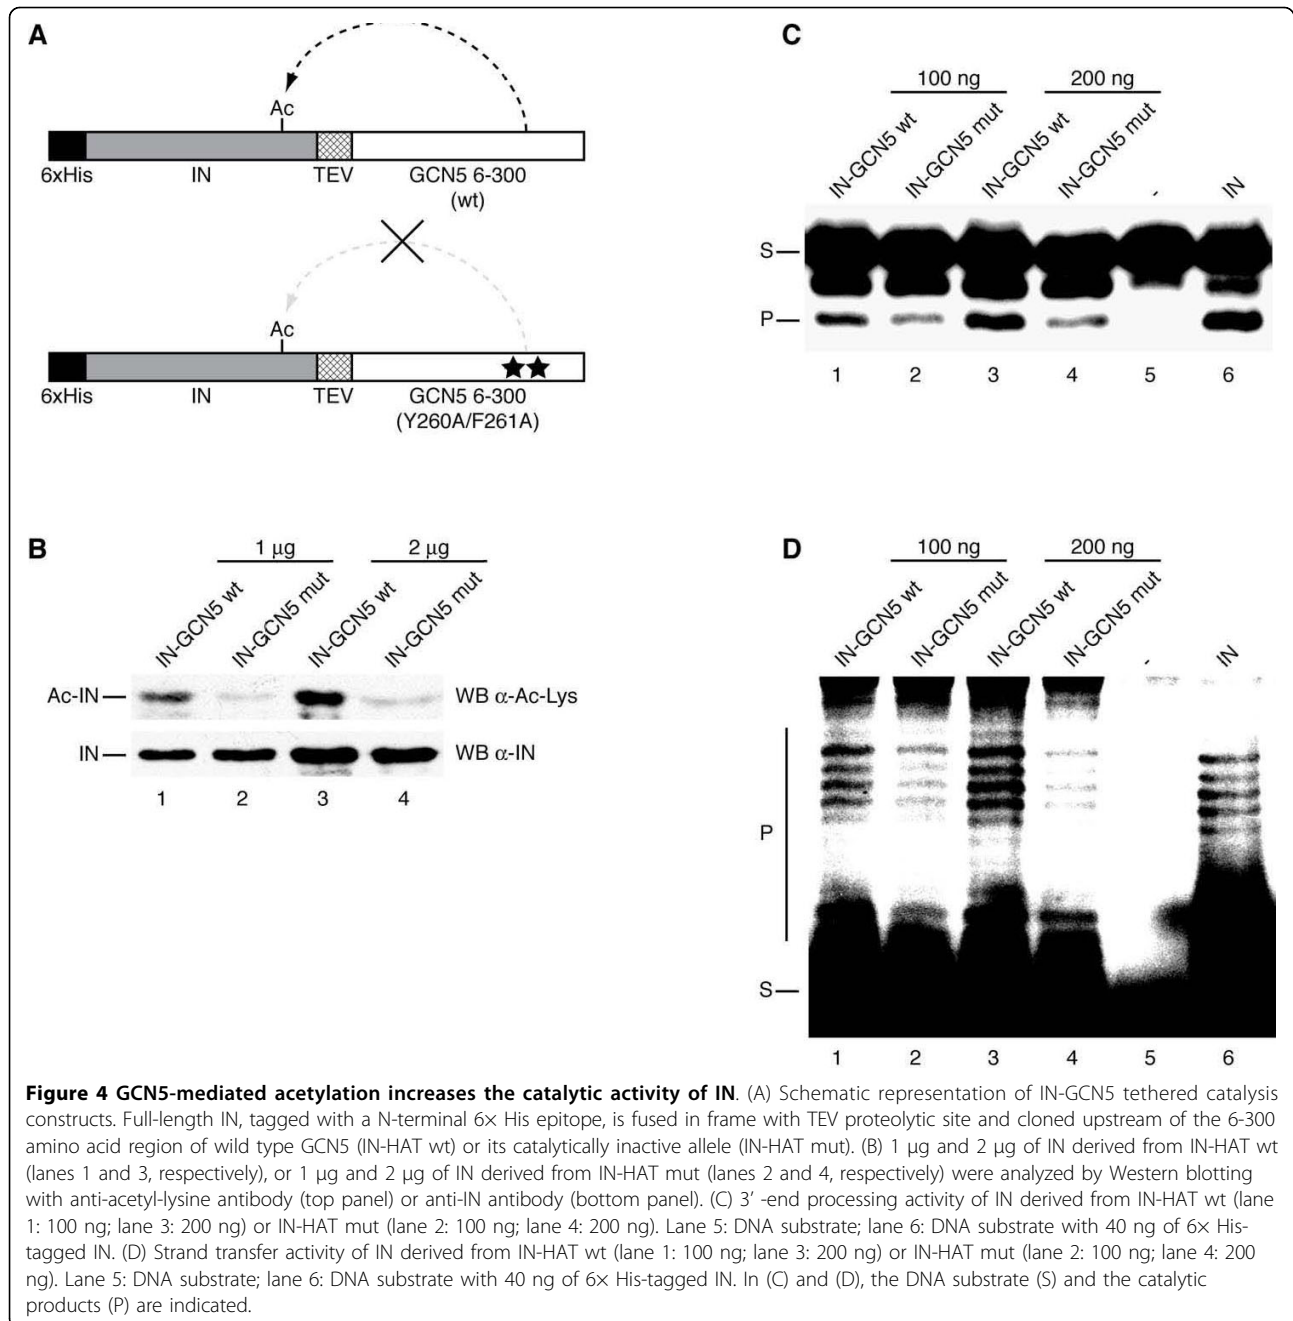 A
Ac
6xHis IN TEV GCN5 6-300
(wt)
Ac
6xHis IN TEV GCN5 6-300
(Y260A/F261A)
B
1 µg 2 µg
IN-GCN5 wt IN-GCN5 mut IN-GCN5 wt IN-GCN5 mut
Ac-IN WB α-Ac-Lys
IN WB α-IN
1 2 3 4
C
100 ng 200 ng
IN-GCN5 wt IN-GCN5 mut IN-GCN5 wt IN-GCN5 mut - IN
S
P
1 2 3 4 5 6
D
100 ng 200 ng
IN-GCN5 wt IN-GCN5 mut IN-GCN5 wt IN-GCN5 mut - IN
P
S
1 2 3 4 5 6
Figure 4 GCN5-mediated acetylation increases the catalytic activity of IN. (A) Schematic representation of IN-GCN5 tethered catalysis
constructs. Full-length IN, tagged with a N-terminal 6× His epitope, is fused in frame with TEV proteolytic site and cloned upstream of the 6-300
amino acid region of wild type GCN5 (IN-HAT wt) or its catalytically inactive allele (IN-HAT mut). (B) 1 µg and 2 µg of IN derived from IN-HAT wt
(lanes 1 and 3, respectively), or 1 µg and 2 µg of IN derived from IN-HAT mut (lanes 2 and 4, respectively) were analyzed by Western blotting
with anti-acetyl-lysine antibody (top panel) or anti-IN antibody (bottom panel). (C) 3’ -end processing activity of IN derived from IN-HAT wt (lane
1: 100 ng; lane 3: 200 ng) or IN-HAT mut (lane 2: 100 ng; lane 4: 200 ng). Lane 5: DNA substrate; lane 6: DNA substrate with 40 ng of 6× His-
tagged IN. (D) Strand transfer activity of IN derived from IN-HAT wt (lane 1: 100 ng; lane 3: 200 ng) or IN-HAT mut (lane 2: 100 ng; lane 4: 200
ng). Lane 5: DNA substrate; lane 6: DNA substrate with 40 ng of 6× His-tagged IN. In (C) and (D), the DNA substrate (S) and the catalytic
products (P) are indicated.